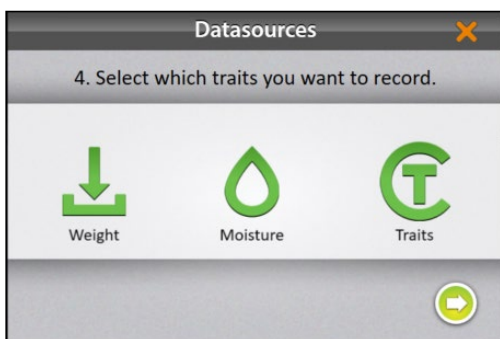 Datasources
4. Select which traits you want to record.
Weight Moisture Traits